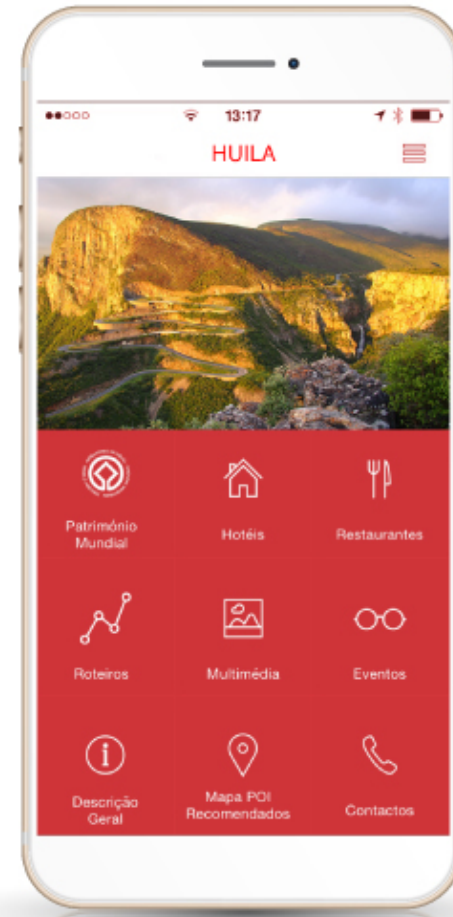 13:17
HUILA
Património
Mundial
Hotéis
Restaurantes
Roteiros
Multimédia
Eventos
Descrição
Geral
Mapa POI
Recomendados
Contactos